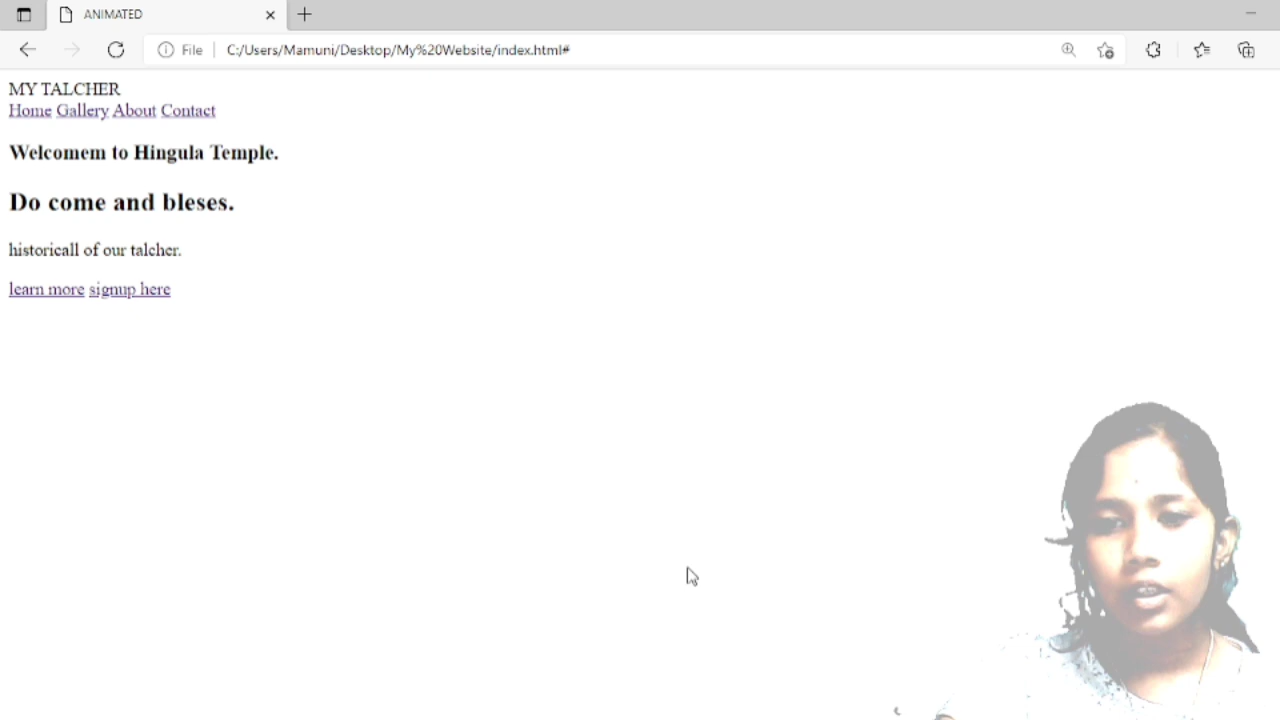 ANIMATED
File C:/Users/Mamuni/Desktop/My%20Website/index.html#
MY TALCHER
Home Gallery About Contact
Welcomem to Hingula Temple.
Do come and bleses.
historicall of our talcher.
learn more signup here